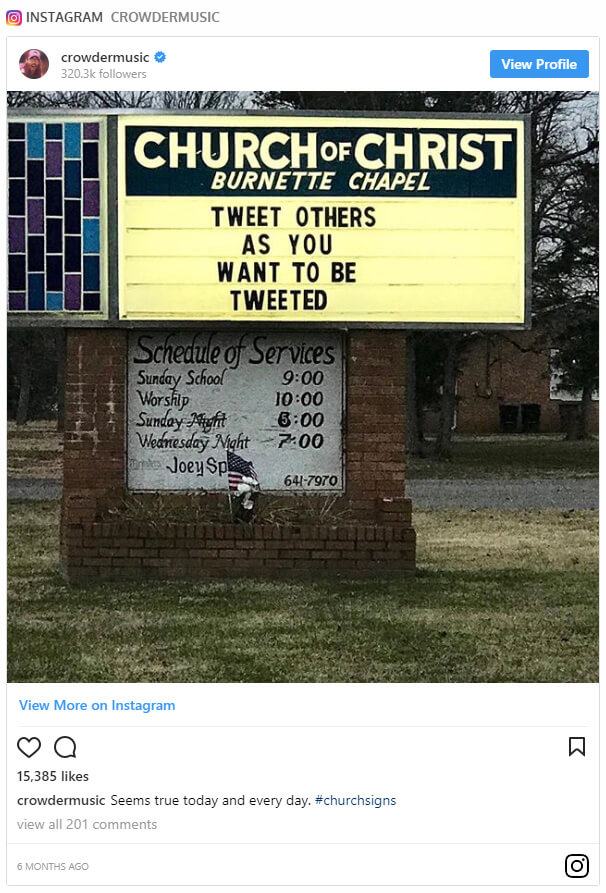 INSTAGRAM CROWDERMUSIC
crowdermusic
320.3k followers
View Profile
CHURCH OF CHRIST
BURNETTE CHAPEL
TWEET OTHERS
AS YOU
WANT TO BE
TWEETED
Schedule of Services
Sunday School 9:00
Worship 10:00
Sunday Night :00
Wednesday Night 7:00
Joey
641-7970
View More on Instagram
15,385 likes
crowdermusic Seems true today and every day. #churchsigns
view all 201 comments
6 MONTHS AGO